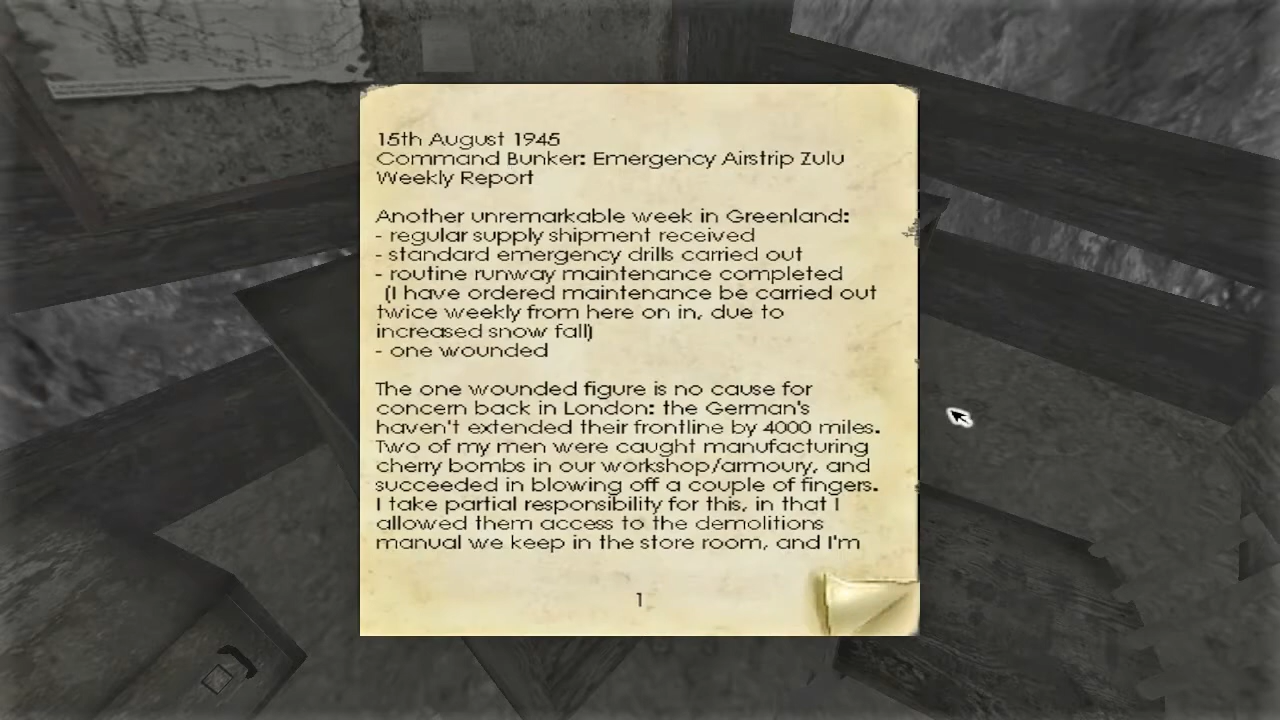 15th August 1945
Command Bunker: Emergency Airstrip Zulu
Weekly Report
Another unremarkable week in Greenland:
- regular supply shipment received
- standard emergency drills carried out
- routine runway maintenance completed
(I have ordered maintenance be carried out
twice weekly from here on in, due to
increased snow fall)
- one wounded
The one wounded figure is no cause for
concern back in London: the German's
haven't extended their frontline by 4000 miles.
Two of my men were caught manufacturing
cherry bombs in our workshop/armoury, and
succeeded in blowing off a couple of fingers.
I take partial responsibility for this, in that I
allowed them access to the demolitions
manual we keep in the store room, and I'm
1